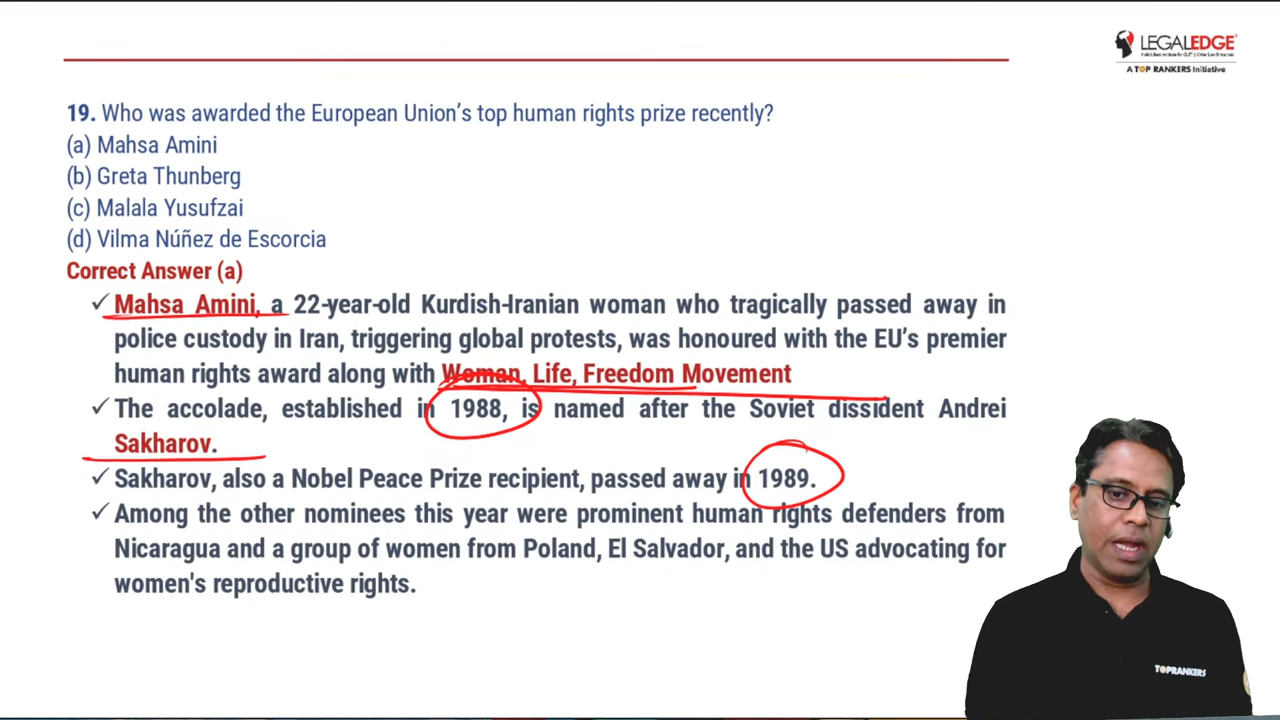 LEGALEDGE
A TOP RANKERS Initiative
19. Who was awarded the European Union's top human rights prize recently?
(a) Mahsa Amini
(b) Greta Thunberg
(c) Malala Yusufzai
(d) Vilma Núñez de Escorcia
Correct Answer (a)
✓ Mahsa Amini, a 22-year-old Kurdish-Iranian woman who tragically passed away in
police custody in Iran, triggering global protests, was honoured with the EU's premier
human rights award along with Woman, Life, Freedom Movement
✓ The accolade, established in 1988, is named after the Soviet dissident Andrei
Sakharov.
✓ Sakharov, also a Nobel Peace Prize recipient, passed away in 1989.
✓ Among the other nominees this year were prominent human rights defenders from
Nicaragua and a group of women from Poland, El Salvador, and the US advocating for
women's reproductive rights.
TOPRANKERS